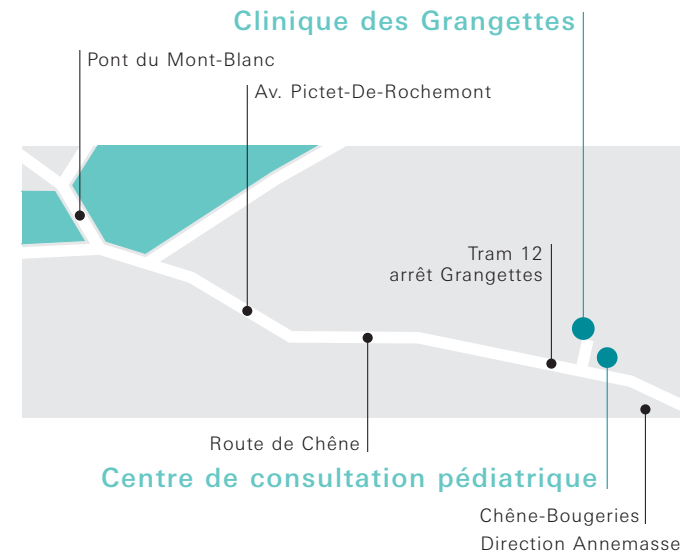 Clinique des Grangettes
Pont du Mont-Blanc
Av. Pictet-De-Rochemont
Tram 12
arrêt Grangettes
Route de Chêne
Centre de consultation pédiatrique
Chêne-Bougeries
Direction Annemasse